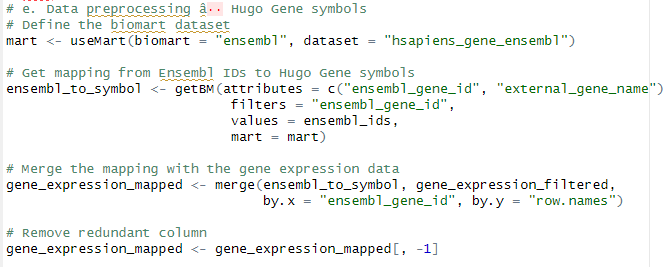 # e. Data preprocessing â.. Hugo Gene symbols
# Define the biomart dataset
mart <- useMart(biomart = "ensembl", dataset = "hsapiens_gene_ensembl")
# Get mapping from Ensembl IDs to Hugo Gene symbols
ensembl_to_symbol <- getBM(attributes = c("ensembl_gene_id", "external_gene_name")
filters = "ensembl_gene_id",
values = ensembl_ids,
mart = mart)
# Merge the mapping with the gene expression data
gene_expression_mapped <- merge(ensembl_to_symbol, gene_expression_filtered,
by.x = "ensembl_gene_id", by.y = "row.names")
# Remove redundant column
gene_expression_mapped <- gene_expression_mapped[, -1]